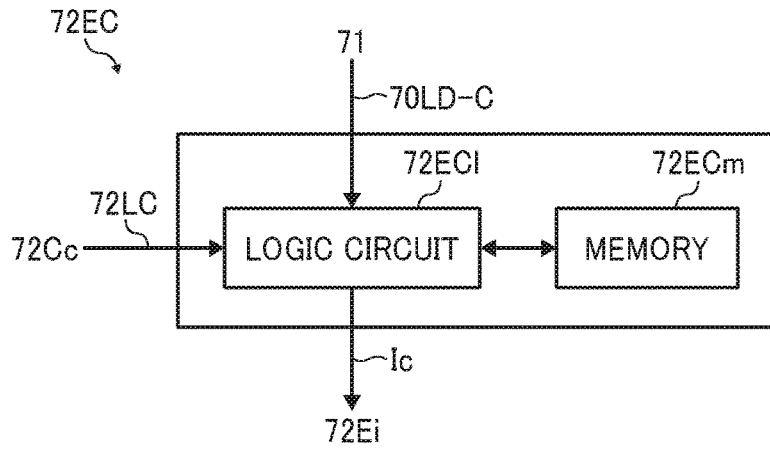 72EC
71
70LD-C
72ECl
72ECm
72LC
72Cc
LOGIC CIRCUIT
MEMORY
Ic
72Ei